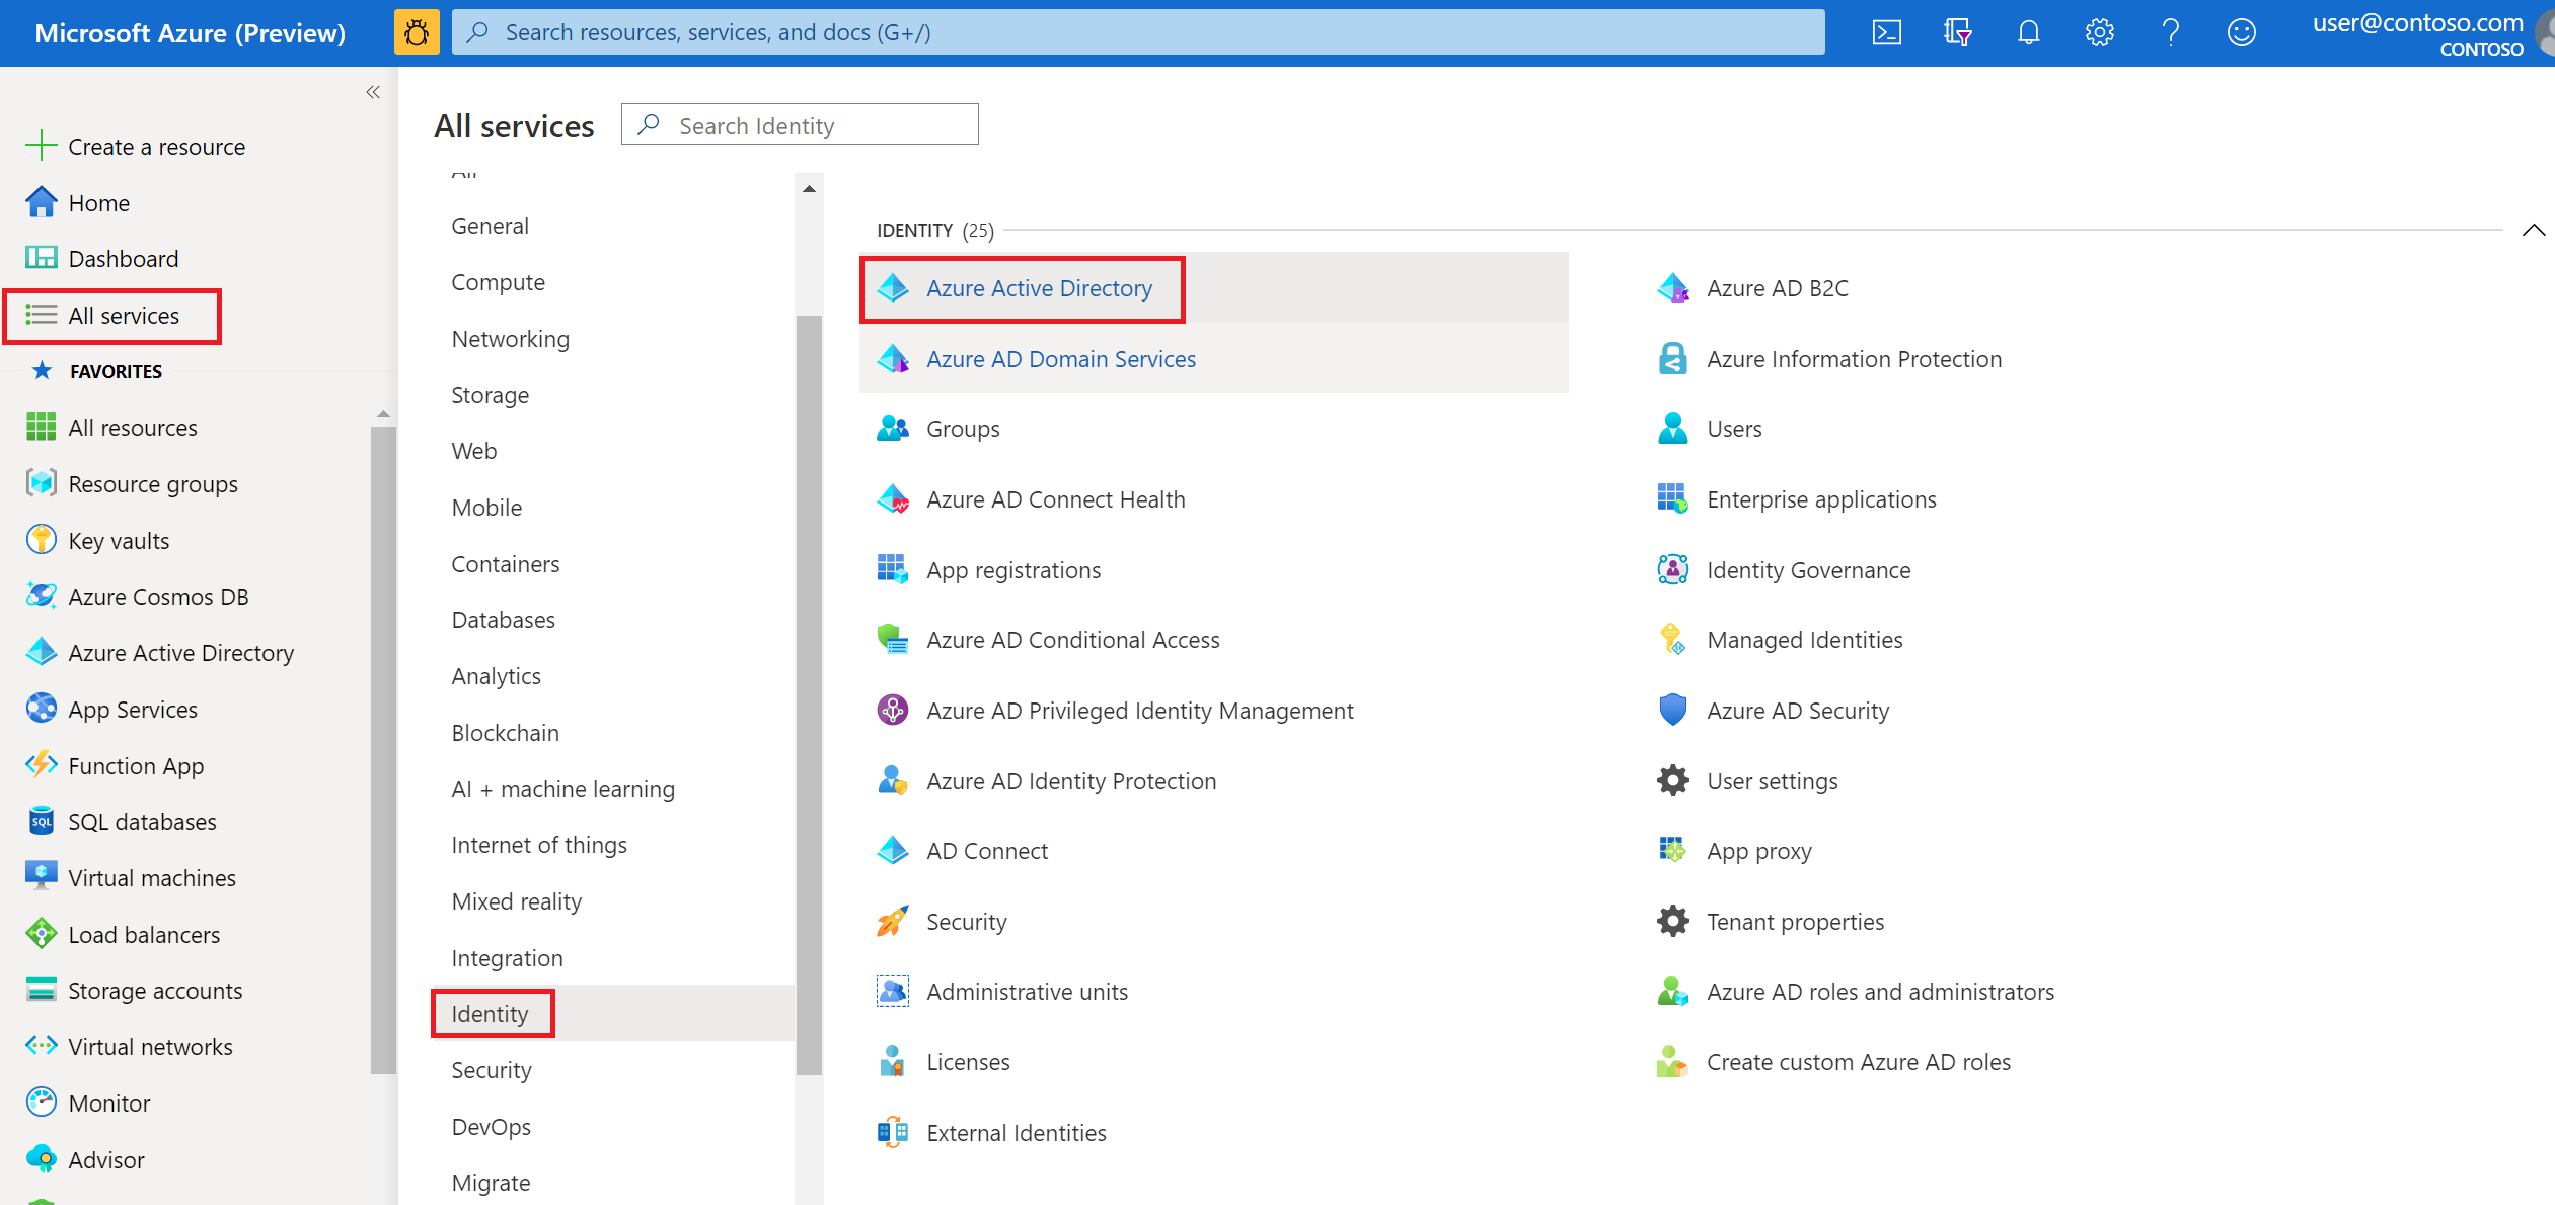 Microsoft Azure (Preview)
Search resources, services, and docs (G+/)
user@contoso.com
CONTOSO
Create a resource
Home
Dashboard
All services
FAVORITES
All resources
Resource groups
Key vaults
Azure Cosmos DB
Azure Active Directory
App Services
Function App
SQL
SQL databases
Virtual machines
Load balancers
Storage accounts
Virtual networks
Monitor
Advisor
All services
Search Identity
All
General
Compute
Networking
Storage
Web
Mobile
Containers
Databases
Analytics
Blockchain
AI + machine learning
Internet of things
Mixed reality
Integration
Identity
Security
DevOps
Migrate
IDENTITY (25)
Azure Active Directory
Azure AD Domain Services
Groups
Azure AD Connect Health
App registrations
Azure AD Conditional Access
Azure AD Privileged Identity Management
Azure AD Identity Protection
AD Connect
Security
Administrative units
Licenses
External Identities
Azure AD B2C
Azure Information Protection
Users
Enterprise applications
Identity Governance
Managed Identities
Azure AD Security
User settings
App proxy
Tenant properties
Azure AD roles and administrators
Create custom Azure AD roles